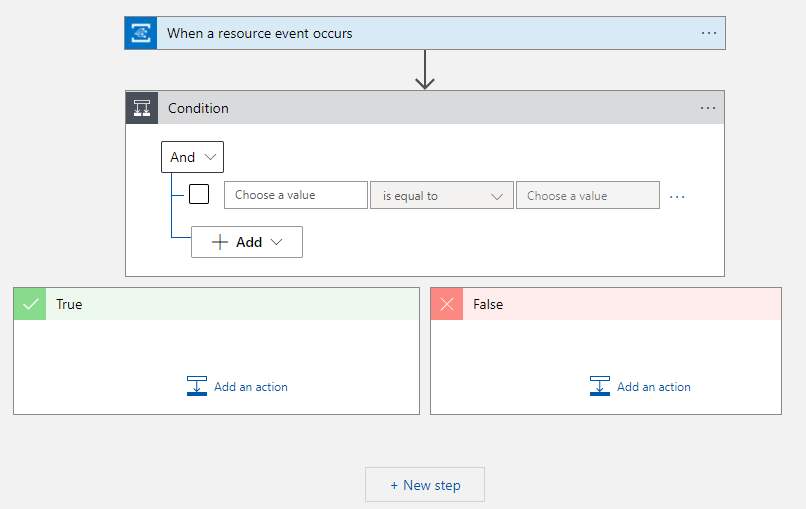 When a resource event occurs
Condition
And
Choose a value
is equal to
Choose a value
Add
True
False
Add an action
Add an action
+ New step